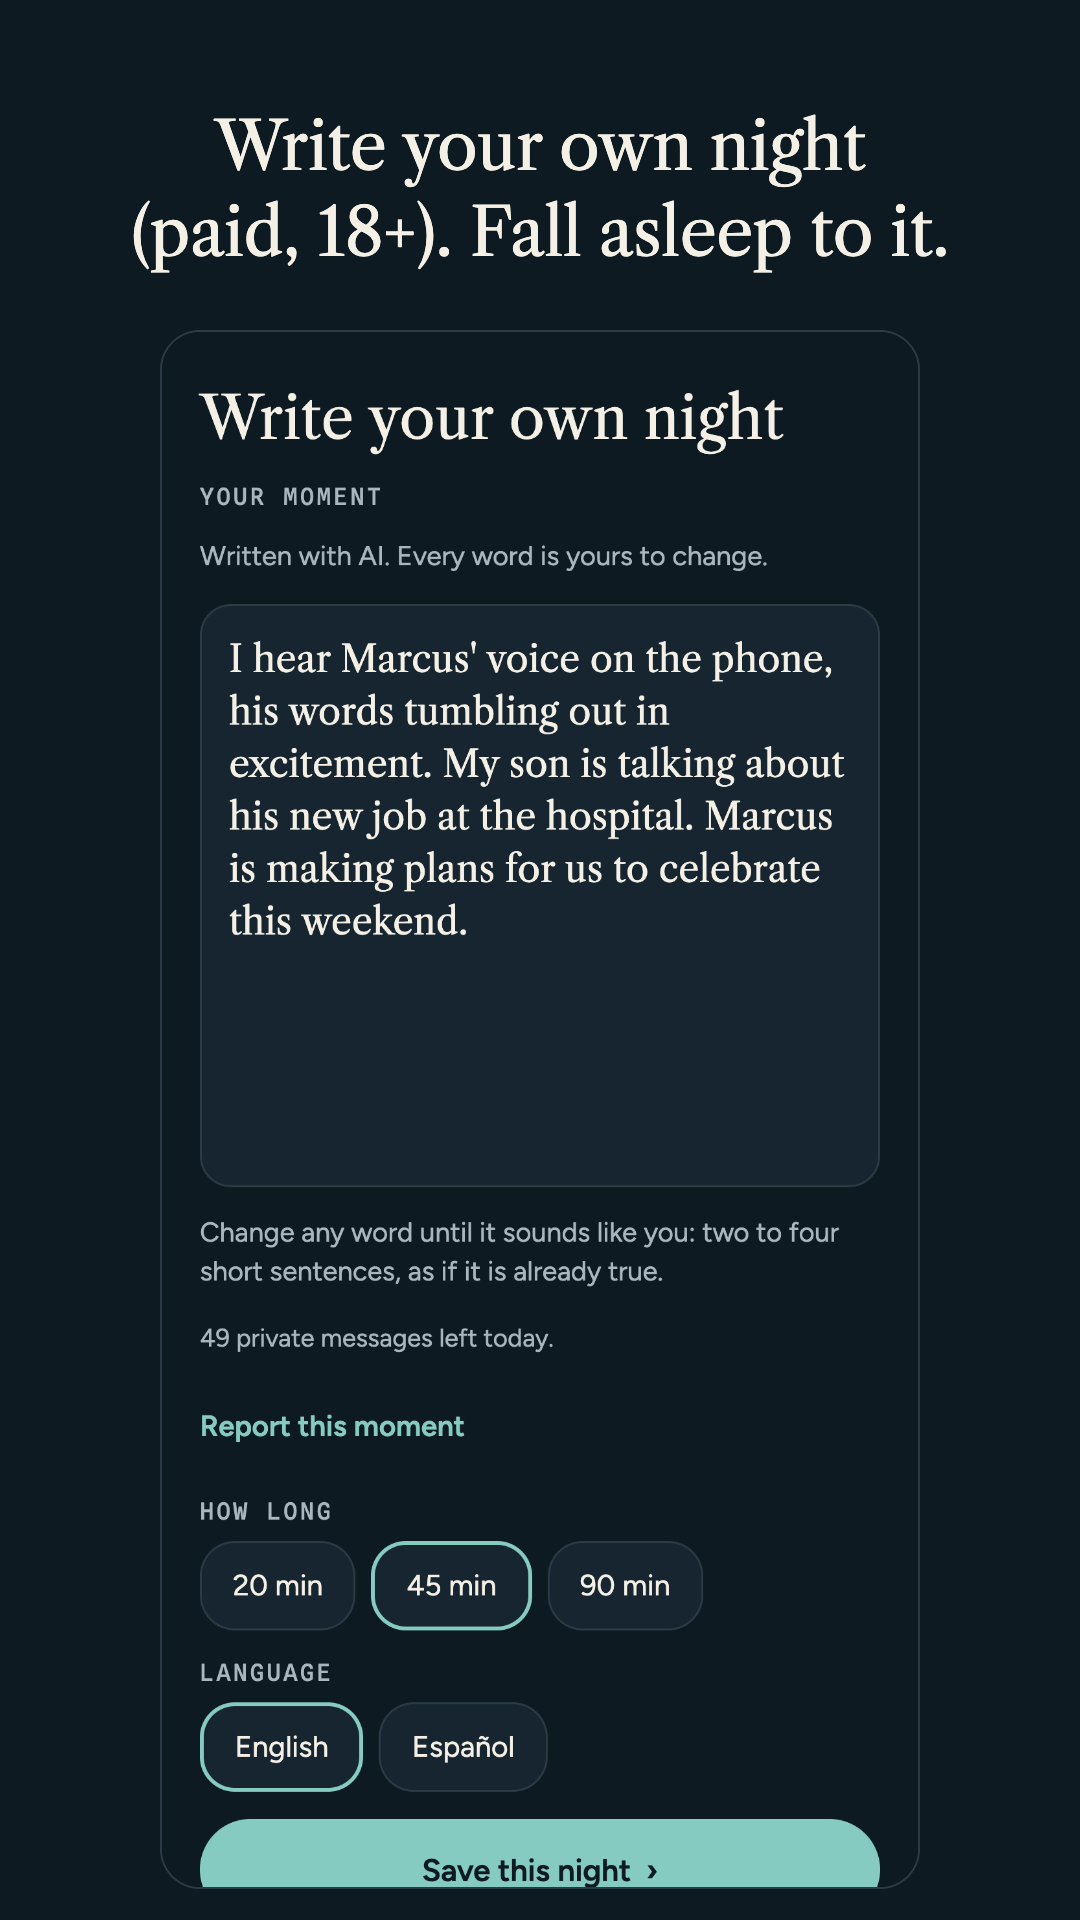 Write your own night
(paid, 18+). Fall asleep to it.
Write your own night
YOUR MOMENT
Written with AI. Every word is yours to change.
I hear Marcus' voice on the phone,
his words tumbling out in
excitement. My son is talking about
his new job at the hospital. Marcus
is making plans for us to celebrate
this weekend.
Change any word until it sounds like you: two to four
short sentences, as if it is already true.
49 private messages left today.
Report this moment
HOW LONG
20 min 45 min 90 min
LANGUAGE
English Español
Save this night ›